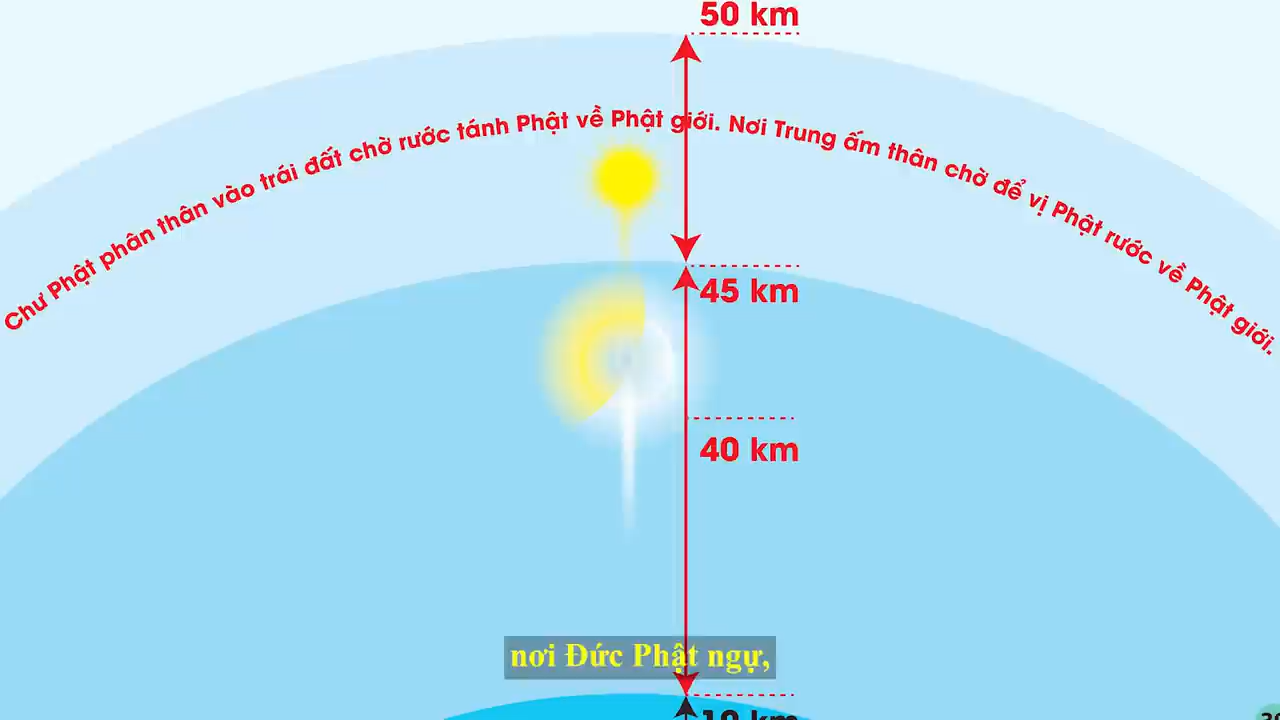 50 km
Chư Phật phân thân vào trái đất chờ rước tánh Phật về Phật giới. Nơi Trung ấm thân chờ để vị Phật rước về Phật giới.
45 km
40 km
nơi Đức Phật ngự,